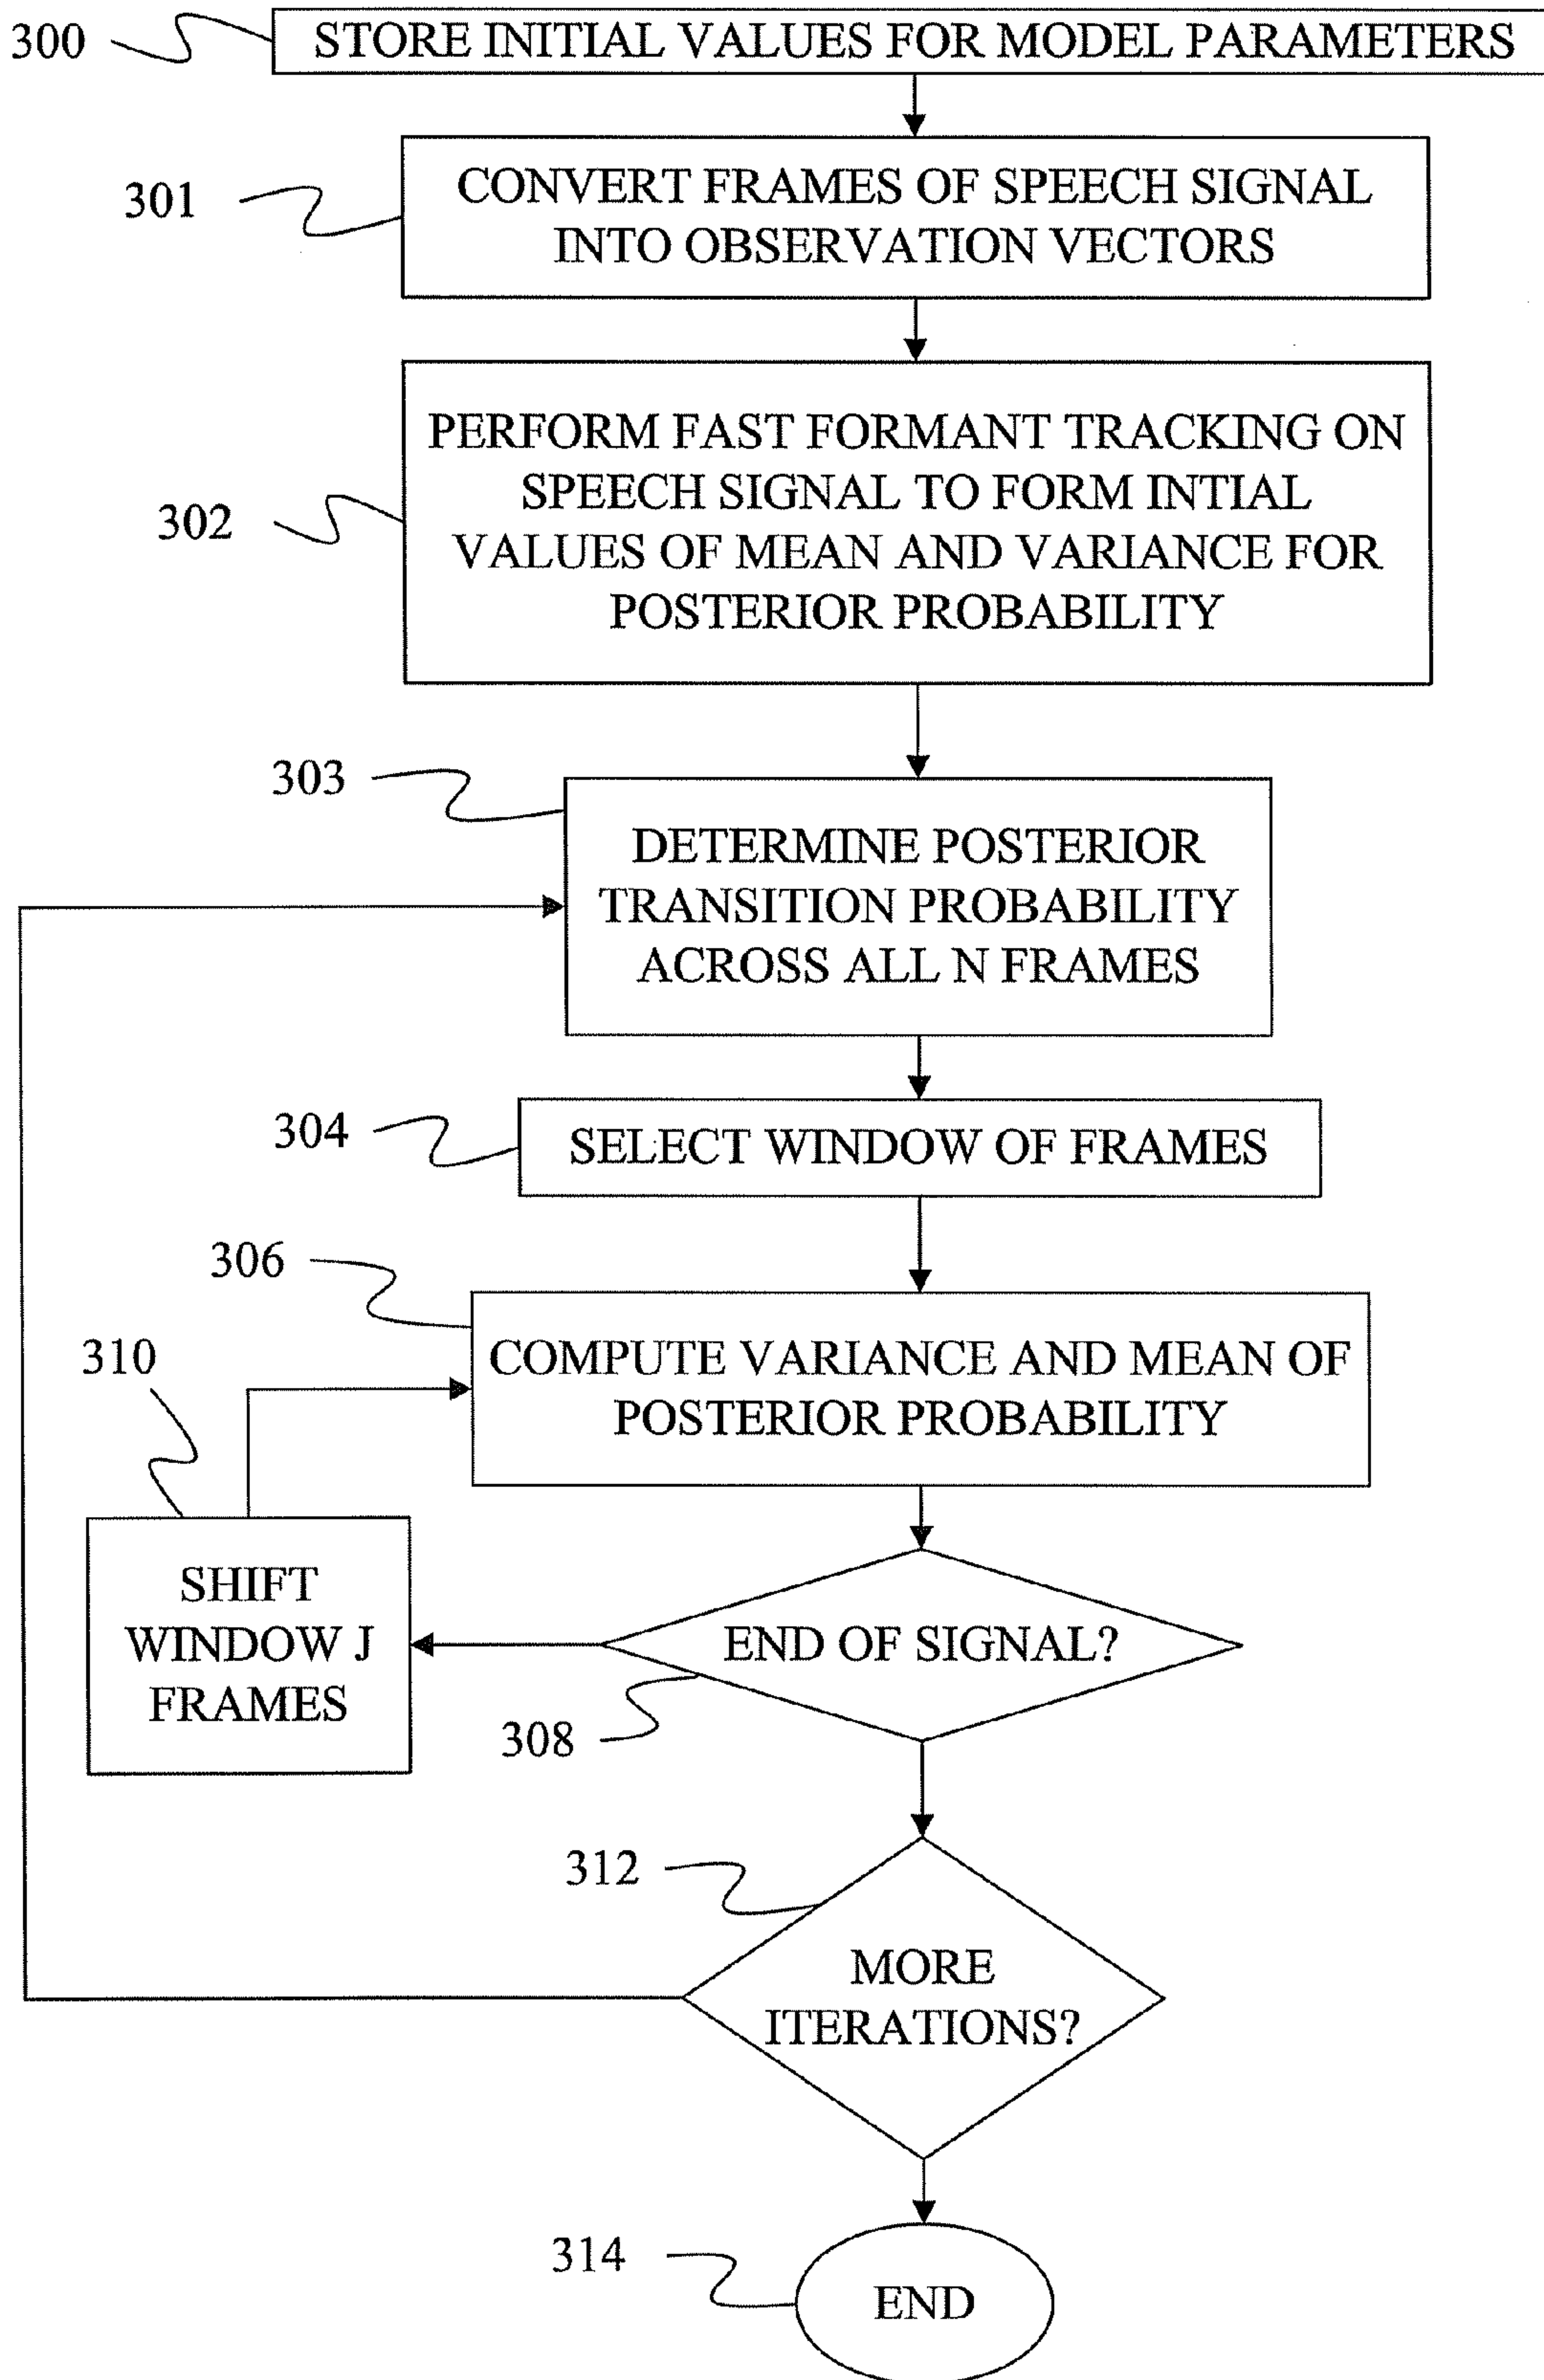 300
STORE INITIAL VALUES FOR MODEL PARAMETERS
301
CONVERT FRAMES OF SPEECH SIGNAL
INTO OBSERVATION VECTORS
302
PERFORM FAST FORMANT TRACKING ON
SPEECH SIGNAL TO FORM INTIAL
VALUES OF MEAN AND VARIANCE FOR
POSTERIOR PROBABILITY
303
DETERMINE POSTERIOR
TRANSITION PROBABILITY
ACROSS ALL N FRAMES
304
SELECT WINDOW OF FRAMES
306
COMPUTE VARIANCE AND MEAN OF
POSTERIOR PROBABILITY
310
SHIFT
WINDOW J
FRAMES
END OF SIGNAL?
308
312
MORE
ITERATIONS?
314
END